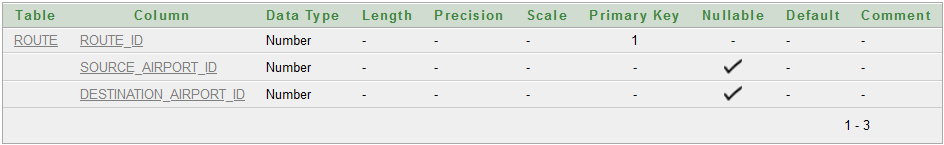 Table Column Data Type Length Precision Scale Primary Key Nullable Default Comment
ROUTE ROUTE_ID Number - - - 1 - - -
SOURCE_AIRPORT_ID Number - - - - ✓ - -
DESTINATION_AIRPORT_ID Number - - - - ✓ - -
1 - 3